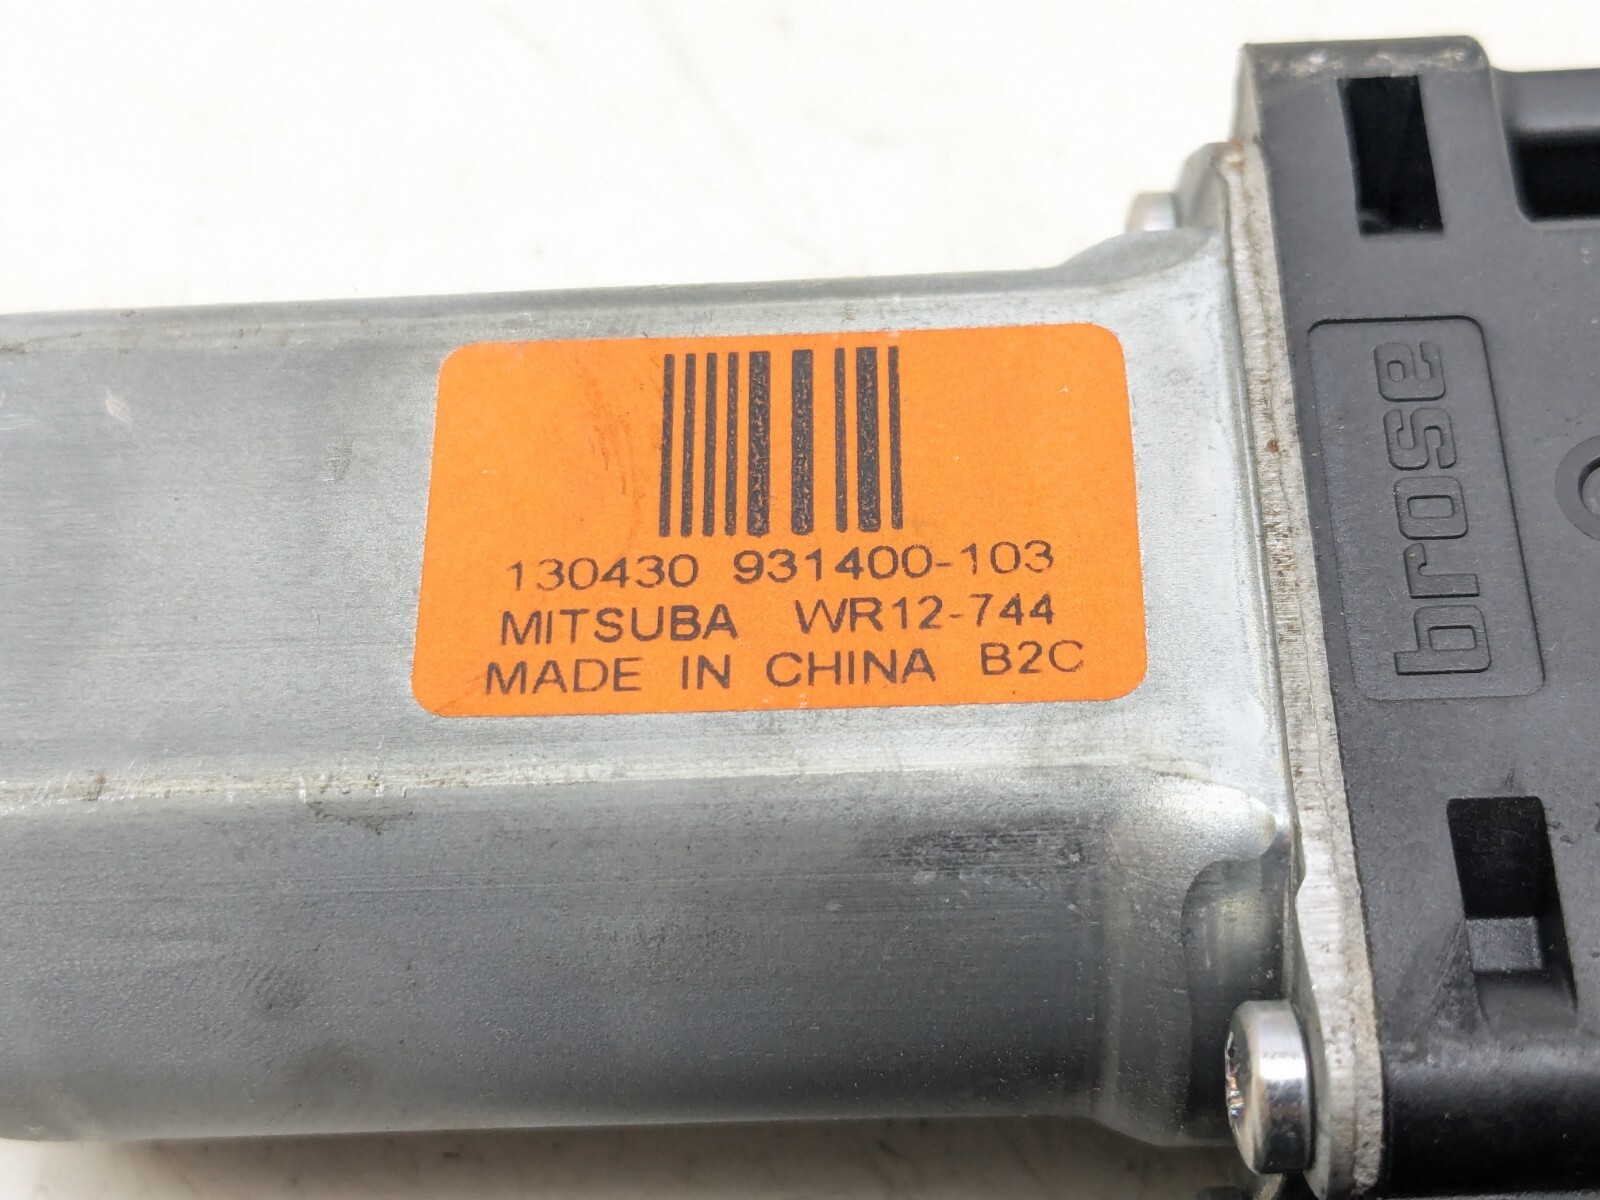 130430 931400-103
MITSUBA WR12-744
MADE IN CHINA B2C
brose